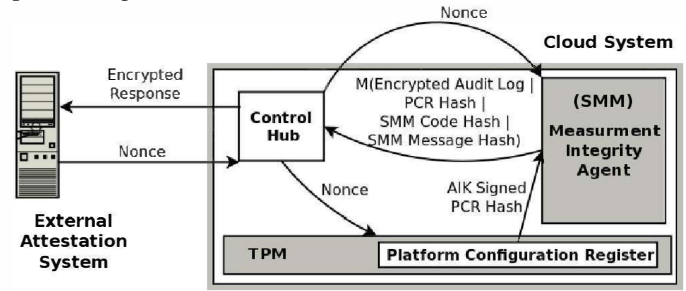 Nonce
Cloud System
Encrypted
Response
M(Encrypted Audit Log |
PCR Hash |
SMM Code Hash |
SMM Message Hash)
Control
Hub
(SMM)
Measurment
Integrity
Agent
Nonce
Nonce
AIK Signed
PCR Hash
External
Attestation
System
TPM
Platform Configuration Register